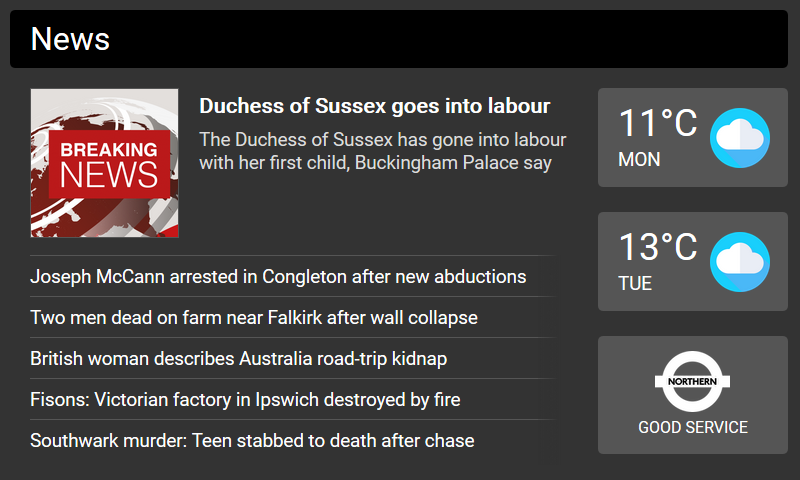 News
BREAKING
NEWS
Duchess of Sussex goes into labour
The Duchess of Sussex has gone into labour
with her first child, Buckingham Palace say
Joseph McCann arrested in Congleton after new abductions
Two men dead on farm near Falkirk after wall collapse
British woman describes Australia road-trip kidnap
Fisons: Victorian factory in Ipswich destroyed by fire
Southwark murder: Teen stabbed to death after chase
11°C
MON
13°C
TUE
NORTHERN
GOOD SERVICE